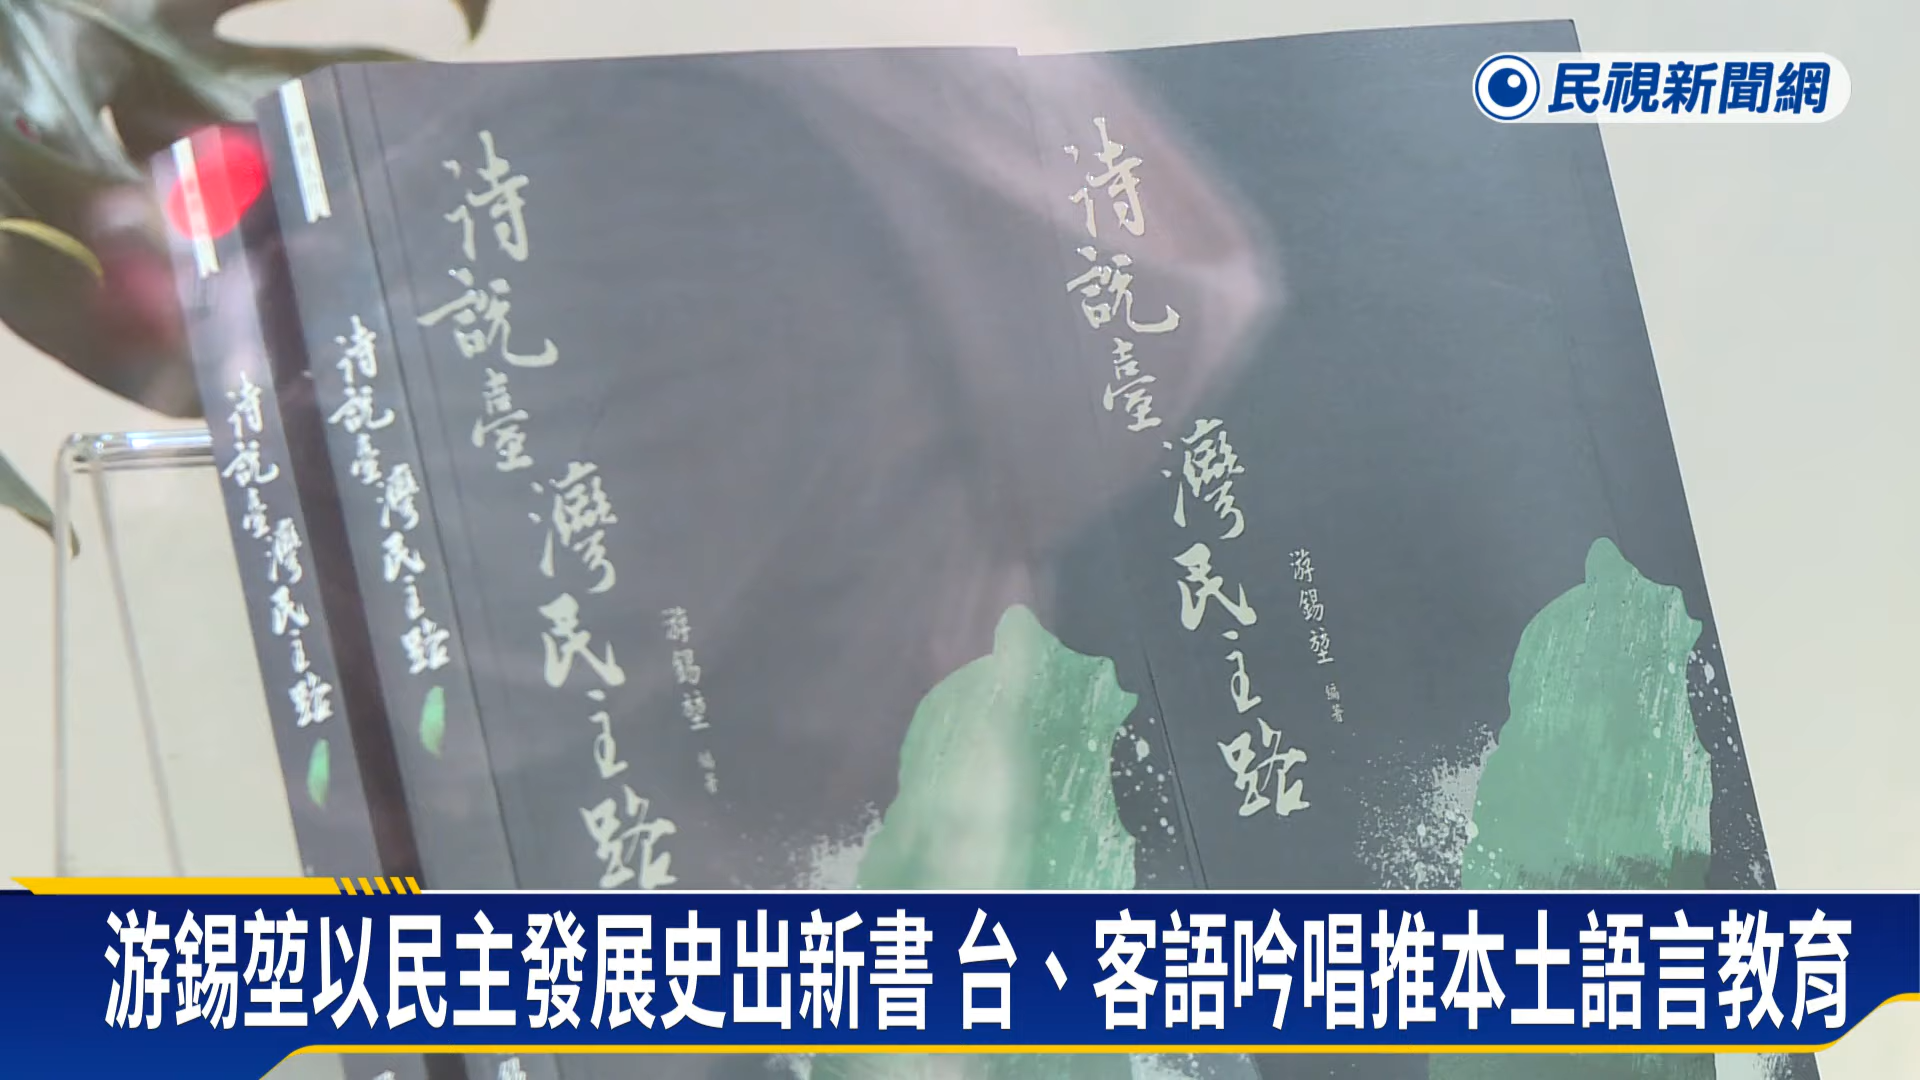 民視新聞網
詩說臺灣民主路
詩說臺灣民主路
詩說臺灣民主路
游錫堃 編著
詩說臺灣民主路
游錫堃 編著
游錫堃以民主發展史出新書 台、客語吟唱推本土語言教育